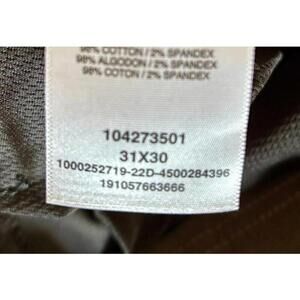 98% COTTON / 2% SPANDEX
98% ALGODON / 2% SPANDEX
98% COTON / 2% SPANDEX
104273501
31X30
1000252719-22D-4500284396
191057663666